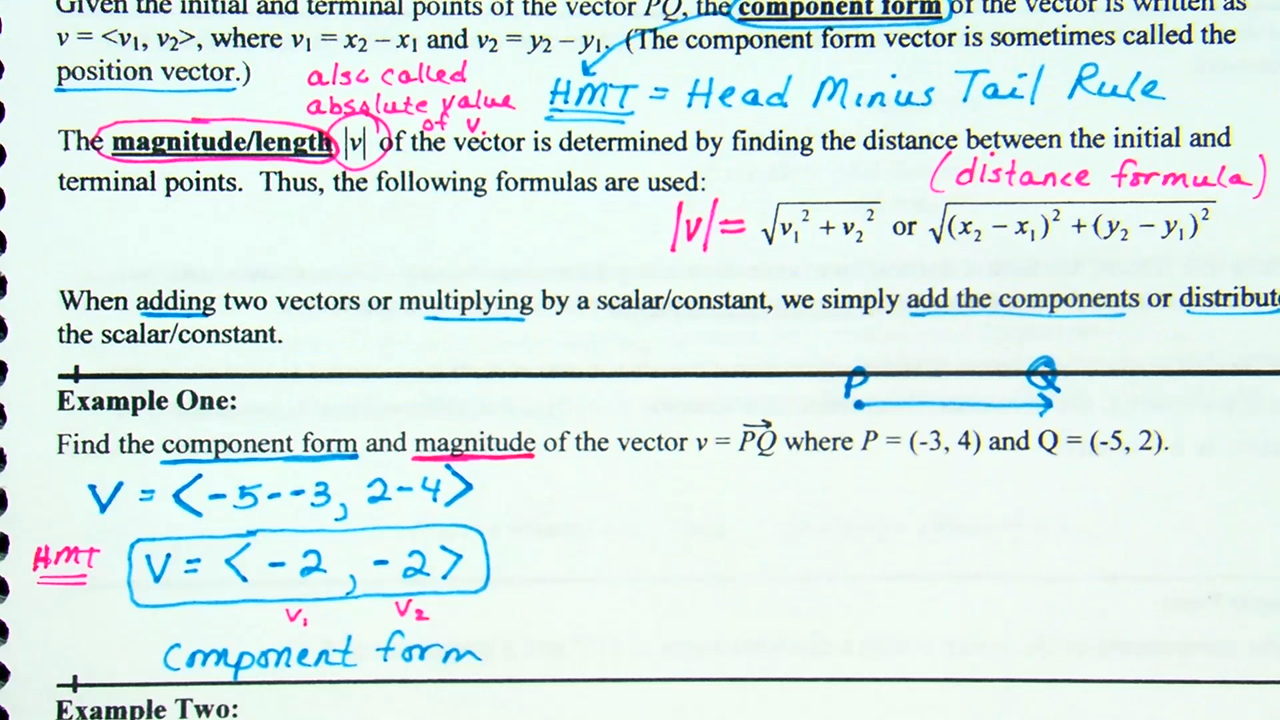 Given the initial and terminal points of the vector PQ, the component form of the vector is written as
v = <v₁, v₂>, where v₁ = x₂ − x₁ and v₂ = y₂ − y₁. (The component form vector is sometimes called the
position vector.)
also called
absolute value
of v.
HMT = Head Minus Tail Rule
The magnitude/length |v| of the vector is determined by finding the distance between the initial and
terminal points. Thus, the following formulas are used:
(distance formula)
|v| = √(v₁² + v₂²) or √((x₂ − x₁)² + (y₂ − y₁)²)
When adding two vectors or multiplying by a scalar/constant, we simply add the components or distribute
the scalar/constant.
P Q
Example One:
Find the component form and magnitude of the vector v = PQ where P = (-3, 4) and Q = (-5, 2).
V = <-5--3, 2-4>
HMT V = <-2, -2>
V₁ V₂
Component form
Example Two: